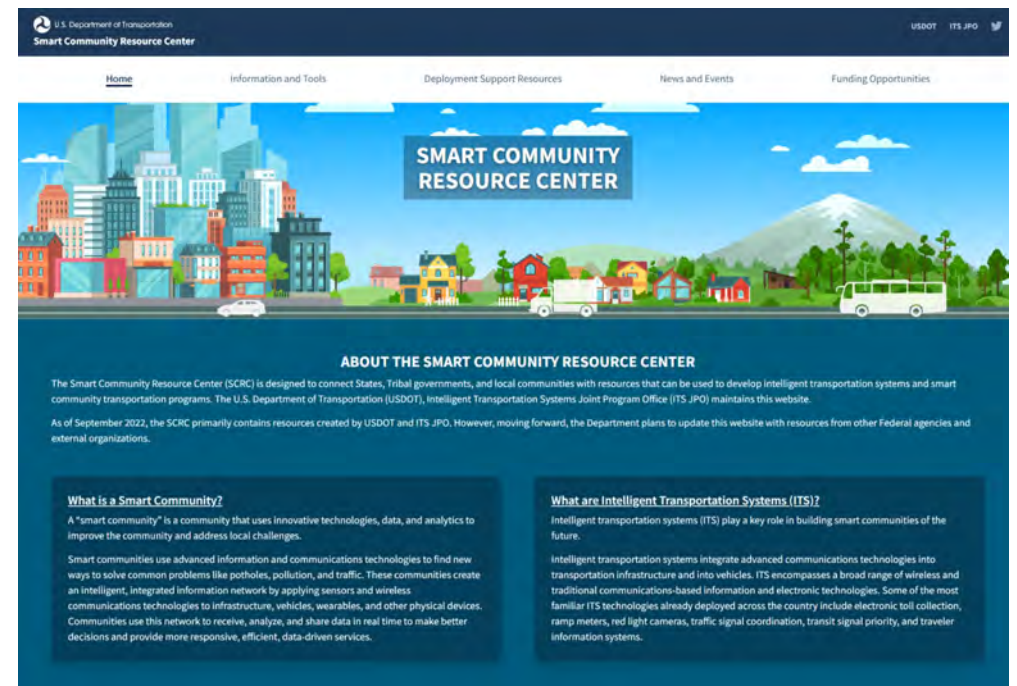 U.S. Department of Transportation
Smart Community Resource Center
USDOT ITS JPO
Home Information and Tools Deployment Support Resources News and Events Funding Opportunities
SMART COMMUNITY
RESOURCE CENTER
ABOUT THE SMART COMMUNITY RESOURCE CENTER
The Smart Community Resource Center (SCRC) is designed to connect States, Tribal governments, and local communities with resources that can be used to develop intelligent transportation systems and smart
community transportation programs. The U.S. Department of Transportation (USDOT), Intelligent Transportation Systems Joint Program Office (ITS JPO) maintains this website.
As of September 2022, the SCRC primarily contains resources created by USDOT and ITS JPO. However, moving forward, the Department plans to update this website with resources from other Federal agencies and
external organizations.
What is a Smart Community?
A "smart community" is a community that uses innovative technologies, data, and analytics to
improve the community and address local challenges.
Smart communities use advanced information and communications technologies to find new
ways to solve common problems like potholes, pollution, and traffic. These communities create
an intelligent, integrated information network by applying sensors and wireless
communications technologies to infrastructure, vehicles, wearables, and other physical devices.
Communities use this network to receive, analyze, and share data in real time to make better
decisions and provide more responsive, efficient, data-driven services.
What are Intelligent Transportation Systems (ITS)?
Intelligent transportation systems (ITS) play a key role in building smart communities of the
future.
Intelligent transportation systems integrate advanced communications technologies into
transportation infrastructure and into vehicles. ITS encompasses a broad range of wireless and
traditional communications-based information and electronic technologies. Some of the most
familiar ITS technologies already deployed across the country include electronic toll collection,
ramp meters, red light cameras, traffic signal coordination, transit signal priority, and traveler
information systems.